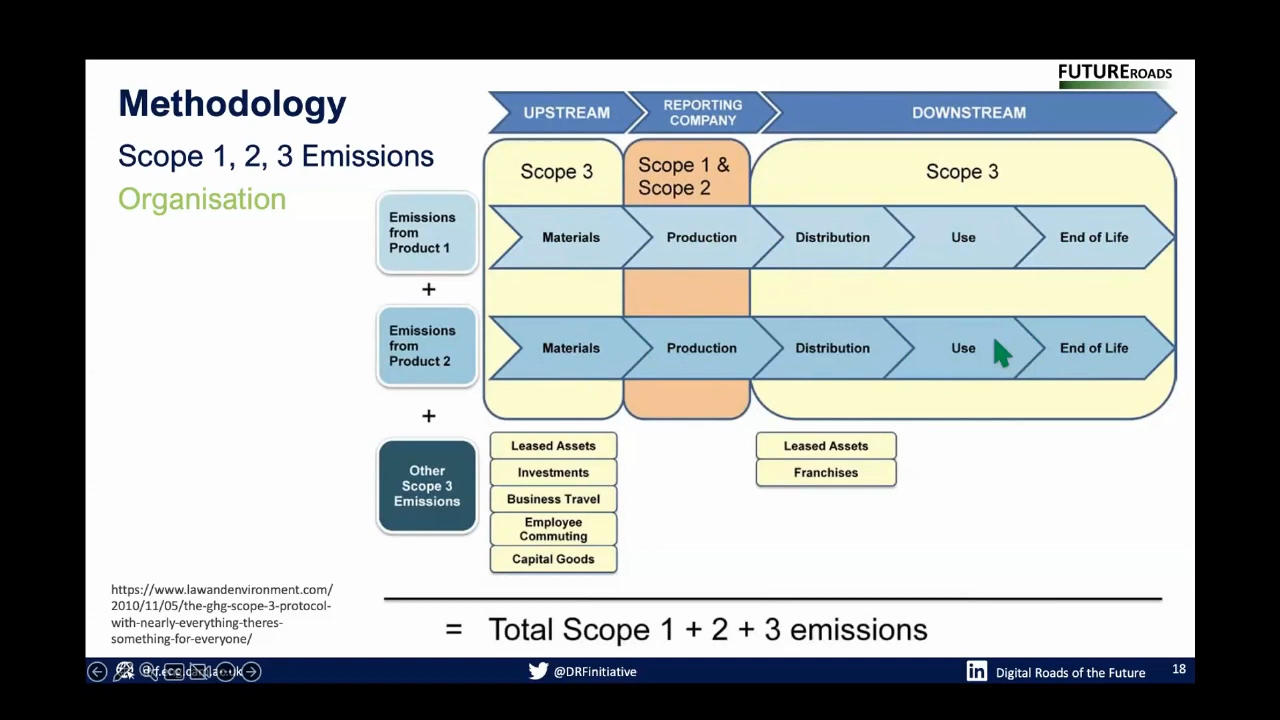 FUTUREROADS
Methodology
Scope 1, 2, 3 Emissions
Organisation
UPSTREAM
REPORTING
COMPANY
DOWNSTREAM
Scope 3
Scope 1 &
Scope 2
Scope 3
Emissions
from
Product 1
Materials
Production
Distribution
Use
End of Life
+
Emissions
from
Product 2
Materials
Production
Distribution
Use
End of Life
+
Other
Scope 3
Emissions
Leased Assets
Investments
Business Travel
Employee
Commuting
Capital Goods
Leased Assets
Franchises
https://www.lawandenvironment.com/
2010/11/05/the-ghg-scope-3-protocol-
with-nearly-everything-theres-
something-for-everyone/
= Total Scope 1 + 2 + 3 emissions
@DRFinitiative
in
Digital Roads of the Future
18